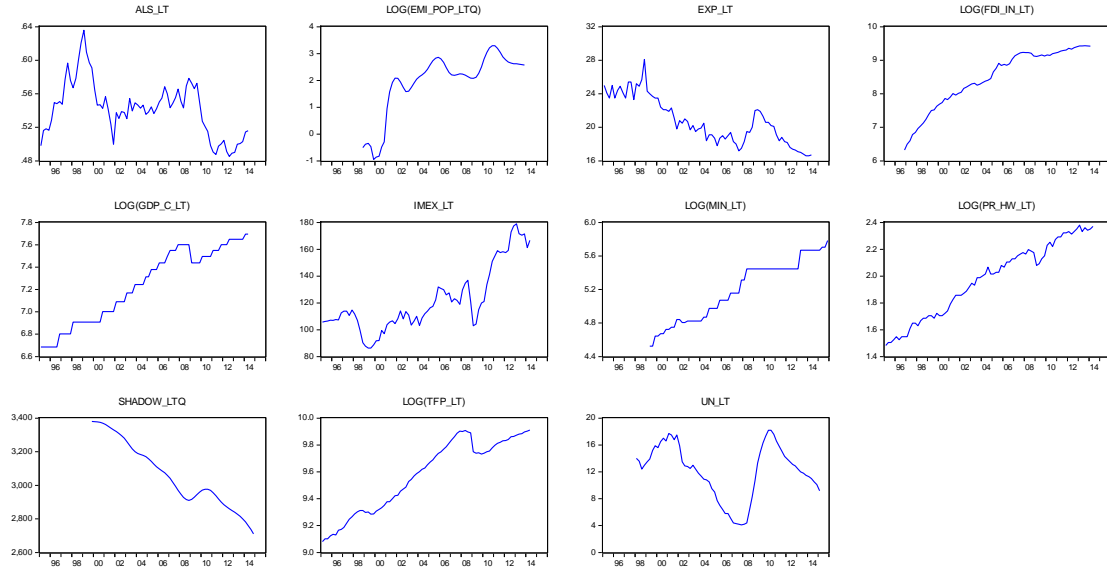 ALS_LT
.64
.60
.56
.52
.48
96 98 00 02 04 06 08 10 12 14
LOG(EMI_POP_LTQ)
4
3
2
1
0
-1
96 98 00 02 04 06 08 10 12 14
EXP_LT
32
28
24
20
16
96 98 00 02 04 06 08 10 12 14
LOG(FDI_IN_LT)
10
9
8
7
6
96 98 00 02 04 06 08 10 12 14
LOG(GDP_C_LT)
7.8
7.6
7.4
7.2
7.0
6.8
6.6
96 98 00 02 04 06 08 10 12 14
IMEX_LT
180
160
140
120
100
80
96 98 00 02 04 06 08 10 12 14
LOG(MIN_LT)
6.0
5.6
5.2
4.8
4.4
96 98 00 02 04 06 08 10 12 14
LOG(PR_HW_LT)
2.4
2.2
2.0
1.8
1.6
1.4
96 98 00 02 04 06 08 10 12 14
SHADOW_LTQ
3,400
3,200
3,000
2,800
2,600
96 98 00 02 04 06 08 10 12 14
LOG(TFP_LT)
10.0
9.8
9.6
9.4
9.2
9.0
96 98 00 02 04 06 08 10 12 14
UN_LT
20
16
12
8
4
0
96 98 00 02 04 06 08 10 12 14